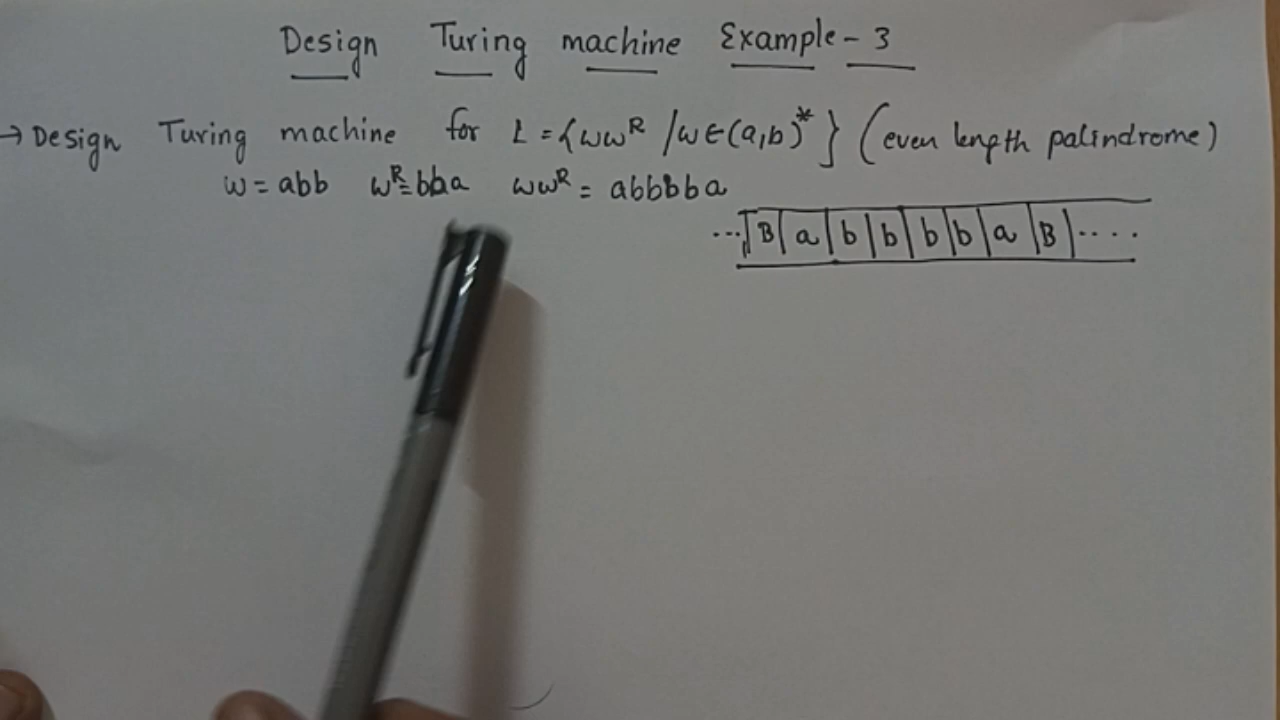 Design Turing machine Example - 3
→ Design Turing machine for L = {wwᴿ / w ∈ (a,b)*} (even length palindrome)
w = abb wᴿ = bba wwᴿ = abbbba
...|B|a|b|b|b|b|a|B|....